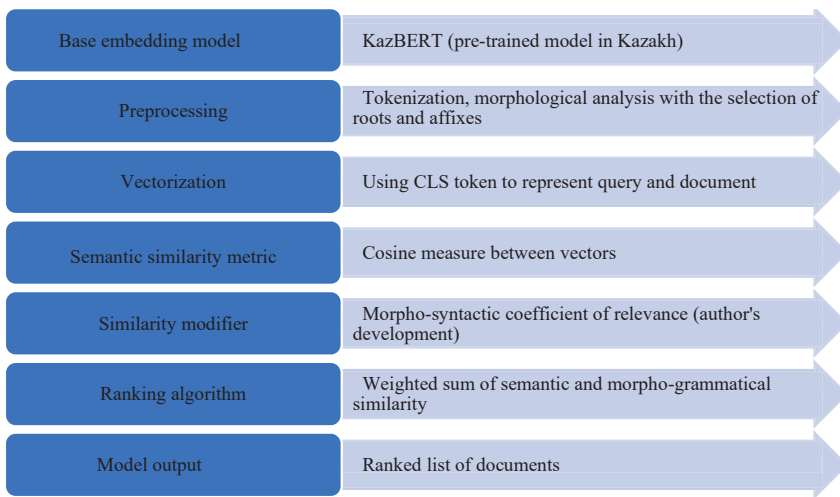 Base embedding model
KazBERT (pre-trained model in Kazakh)
Preprocessing
Tokenization, morphological analysis with the selection of
roots and affixes
Vectorization
Using CLS token to represent query and document
Semantic similarity metric
Cosine measure between vectors
Similarity modifier
Morpho-syntactic coefficient of relevance (author's
development)
Ranking algorithm
Weighted sum of semantic and morpho-grammatical
similarity
Model output
Ranked list of documents